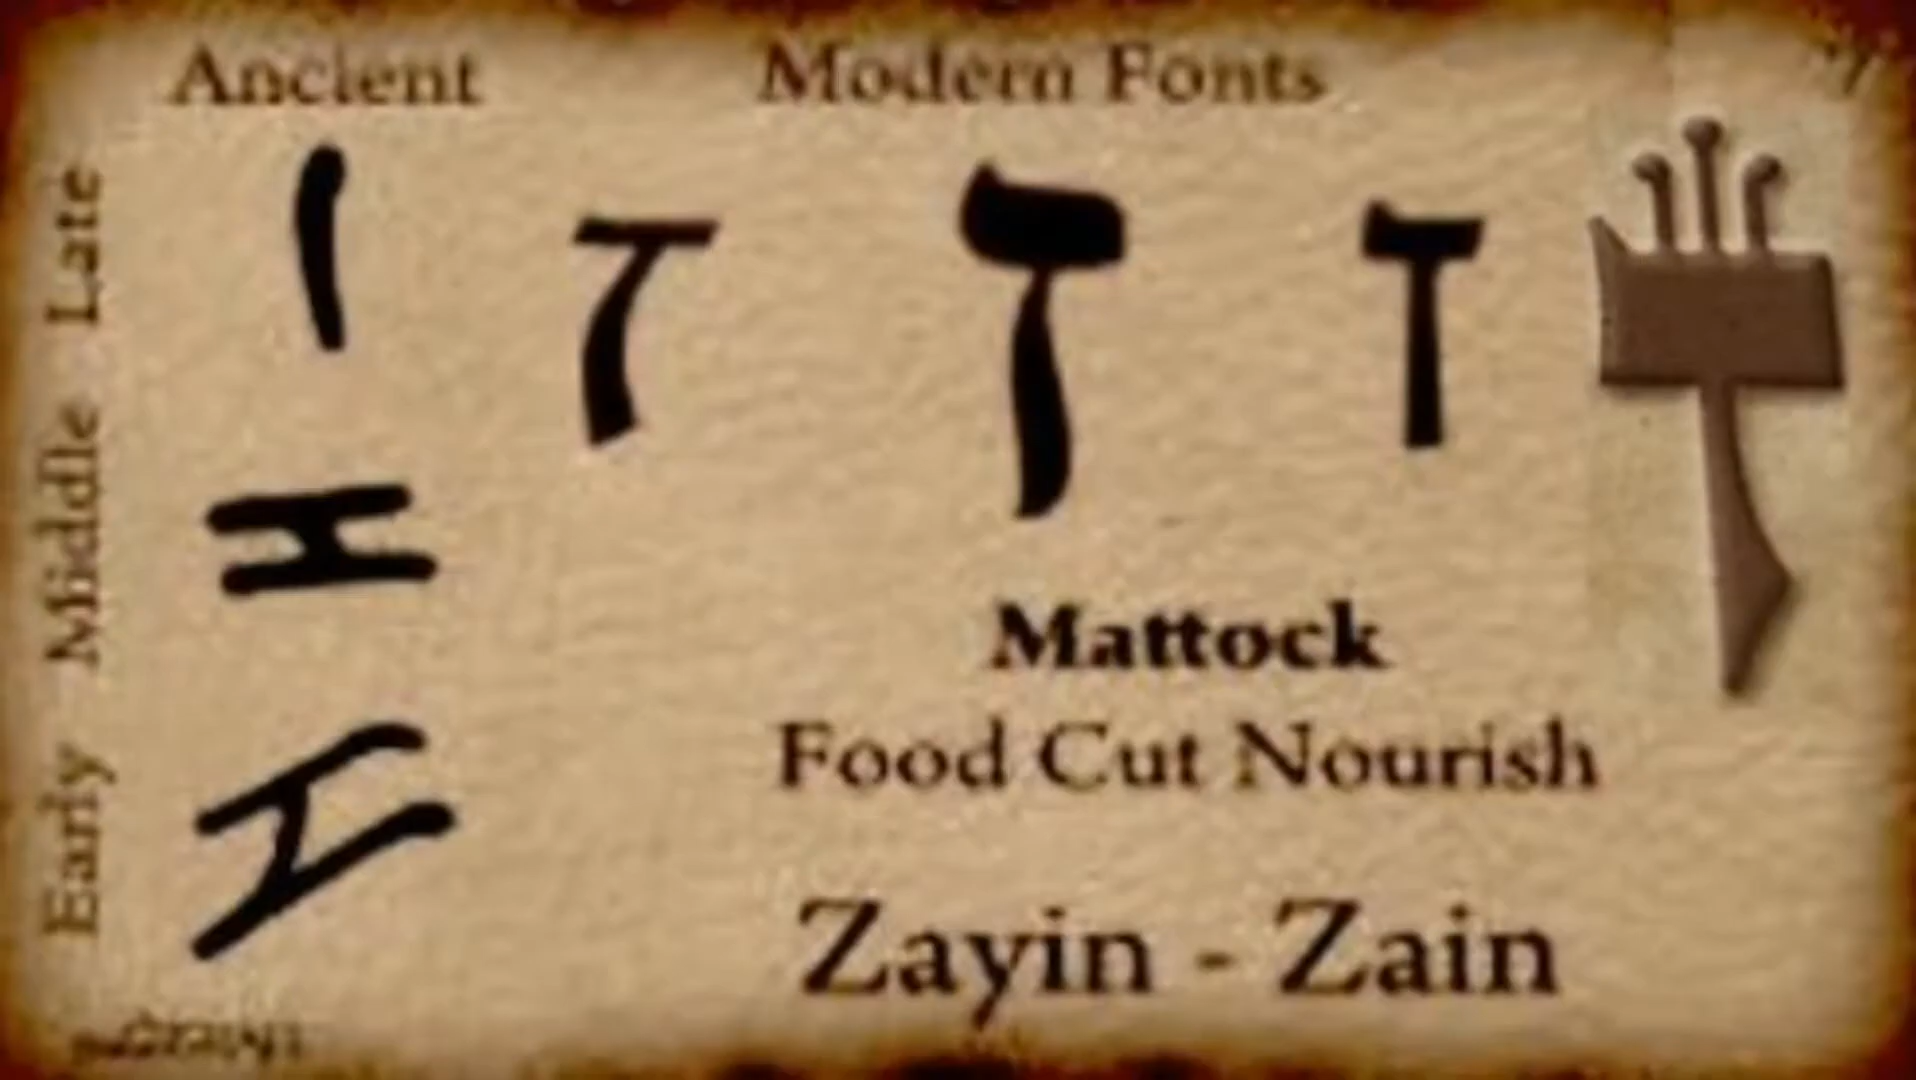 Ancient
Modern Fonts
Late
Middle
Early
ז ז ז
Mattock
Food Cut Nourish
Zayin - Zain